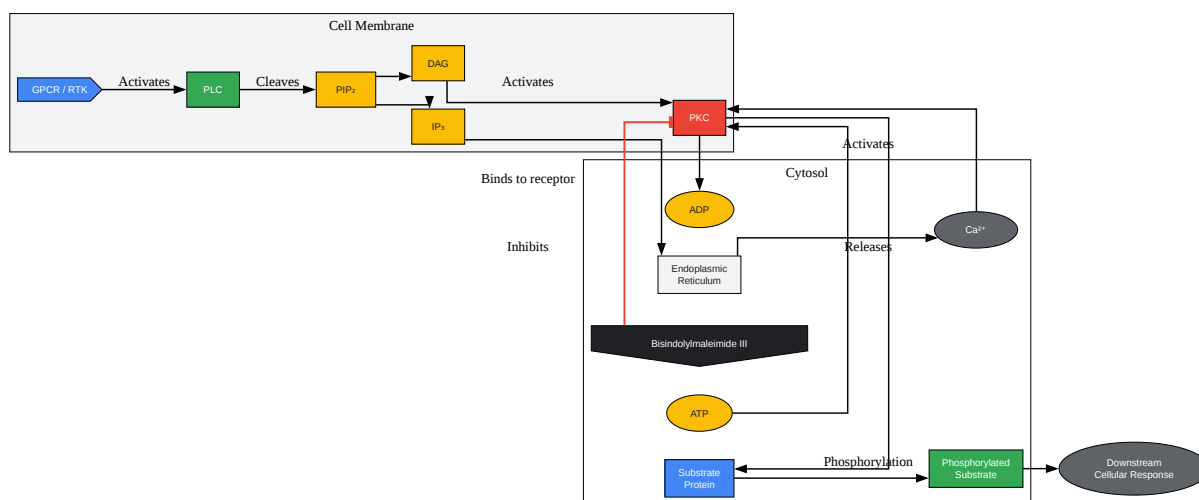 Cell Membrane
GPCR / RTK
Activates
PLC
Cleaves
PIP₂
DAG
IP₃
Activates
PKC
Activates
Binds to receptor
Cytosol
ADP
Ca²⁺
Inhibits
Releases
Endoplasmic
Reticulum
Bisindolylmaleimide III
ATP
Phosphorylation
Substrate
Protein
Phosphorylated
Substrate
Downstream
Cellular Response